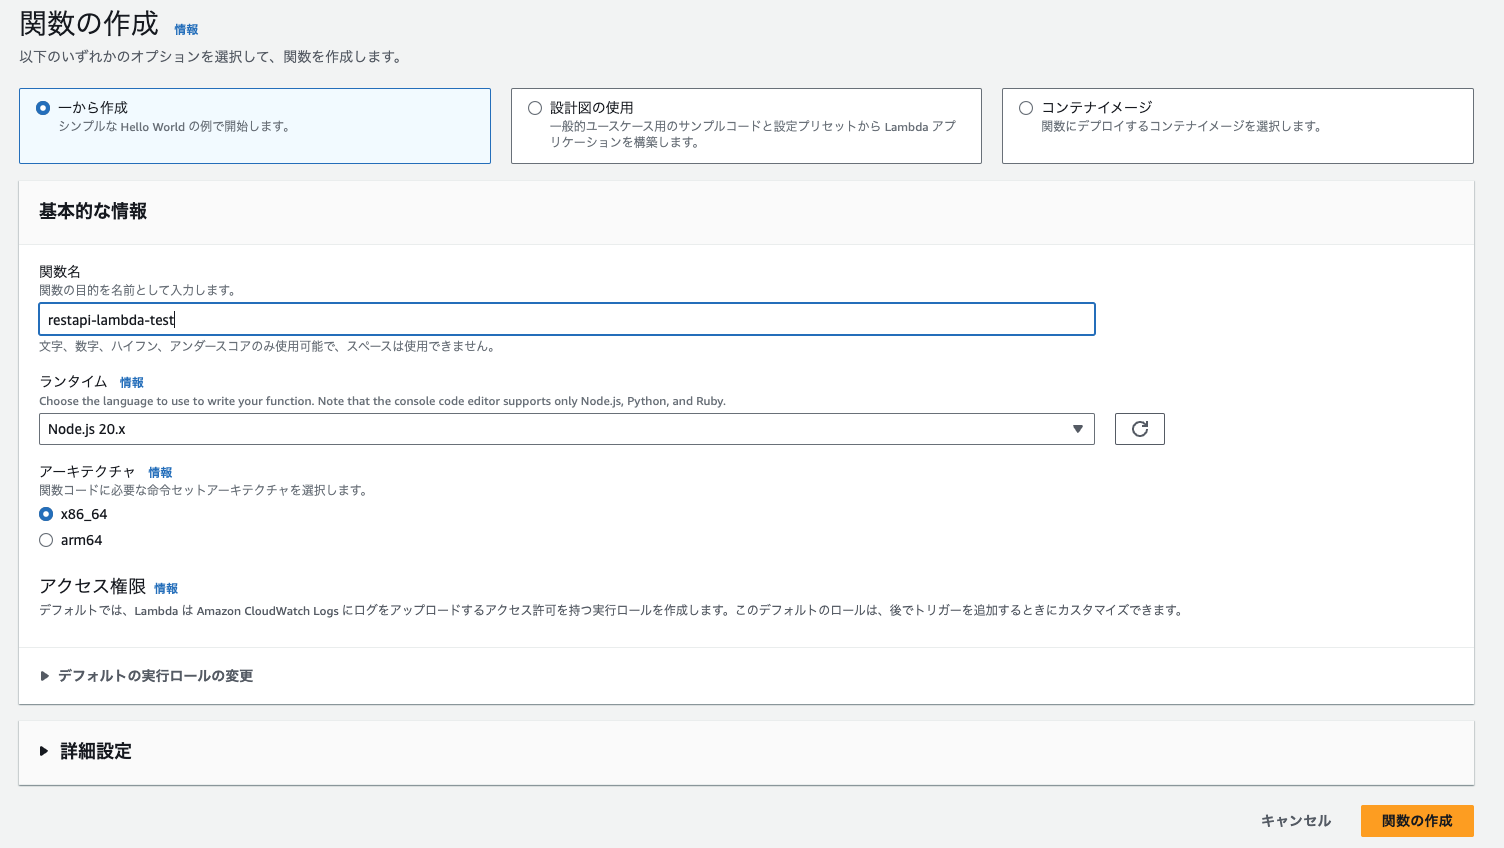 関数の作成 情報
以下のいずれかのオプションを選択して、関数を作成します。
一から作成
シンプルな Hello World の例で開始します。
設計図の使用
一般的ユースケース用のサンプルコードと設定プリセットから Lambda アプ
リケーションを構築します。
コンテナイメージ
関数にデプロイするコンテナイメージを選択します。
基本的な情報
関数名
関数の目的を名前として入力します。
restapi-lambda-test
文字、数字、ハイフン、アンダースコアのみ使用可能で、スペースは使用できません。
ランタイム 情報
Choose the language to use to write your function. Note that the console code editor supports only Node.js, Python, and Ruby.
Node.js 20.x
アーキテクチャ 情報
関数コードに必要な命令セットアーキテクチャを選択します。
x86_64
arm64
アクセス権限 情報
デフォルトでは、Lambda は Amazon CloudWatch Logs にログをアップロードするアクセス許可を持つ実行ロールを作成します。このデフォルトのロールは、後でトリガーを追加するときにカスタマイズできます。
デフォルトの実行ロールの変更
詳細設定
キャンセル
関数の作成